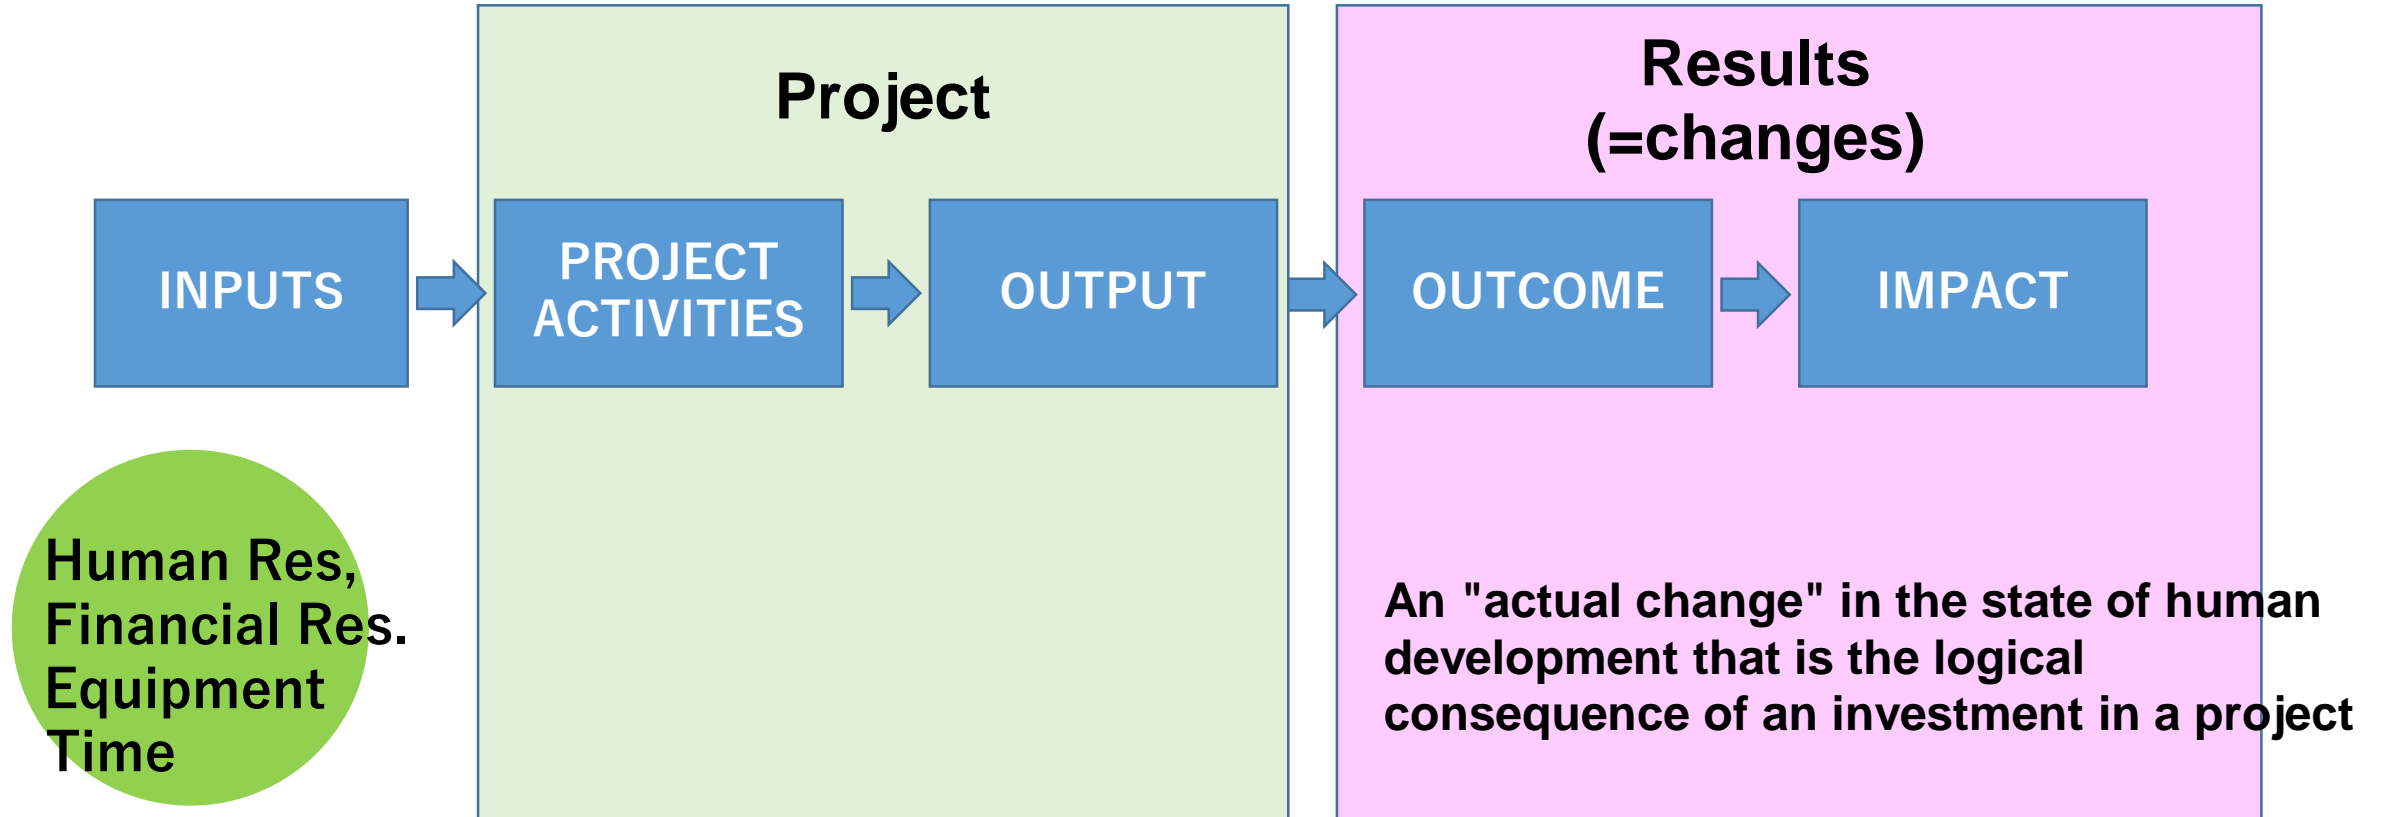 Project
Results
(=changes)
INPUTS
PROJECT
ACTIVITIES
OUTPUT
OUTCOME
IMPACT
Human Res,
Financial Res.
Equipment
Time
An "actual change" in the state of human
development that is the logical
consequence of an investment in a project